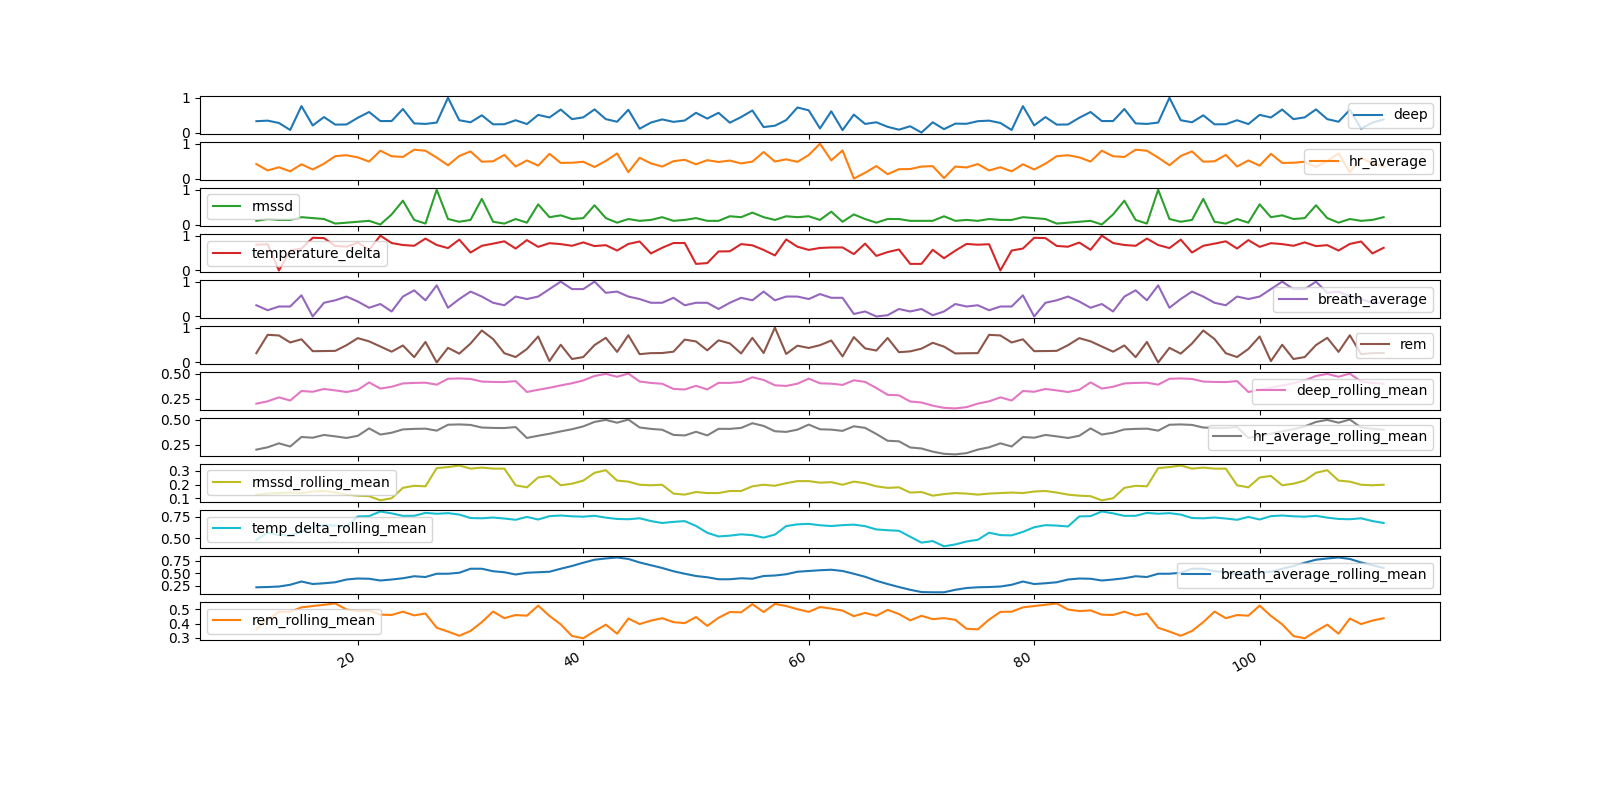 1
0
deep
1
0
hr_average
1
0
rmssd
1
0
temperature_delta
1
0
breath_average
1
0
rem
0.50
0.25
deep_rolling_mean
0.50
0.25
hr_average_rolling_mean
0.3
0.2
0.1
rmssd_rolling_mean
0.75
0.50
temp_delta_rolling_mean
0.75
0.50
0.25
breath_average_rolling_mean
0.5
0.4
0.3
rem_rolling_mean
20 40 60 80 100